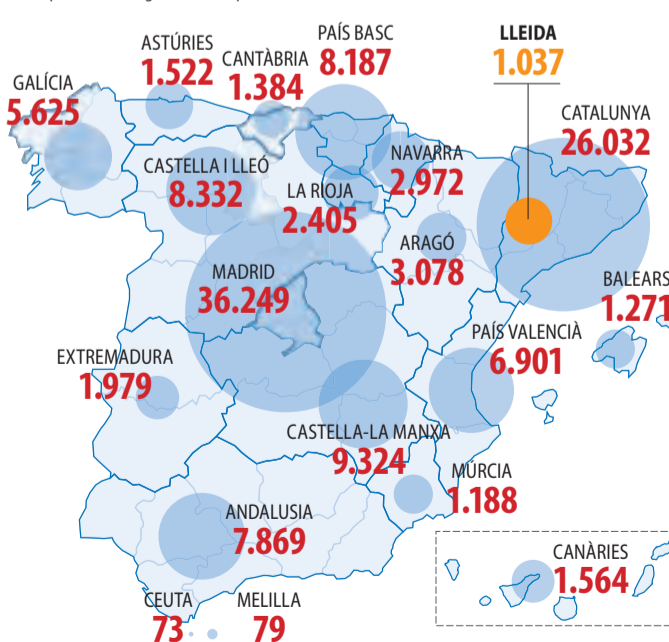 PAÍS BASC
8.187
LLEIDA
1.037
ASTÚRIES
1.522
CANTÀBRIA
1.384
GALÍCIA
5.625
CATALUNYA
26.032
NAVARRA
2.972
CASTELLA I LLEÓ
8.332
LA RIOJA
2.405
ARAGÓ
3.078
MADRID
36.249
BALEARS
1.271
PAÍS VALENCIÀ
6.901
EXTREMADURA
1.979
CASTELLA-LA MANXA
9.324
MÚRCIA
1.188
ANDALUSIA
7.869
CANÀRIES
1.564
CEUTA
73
MELILLA
79